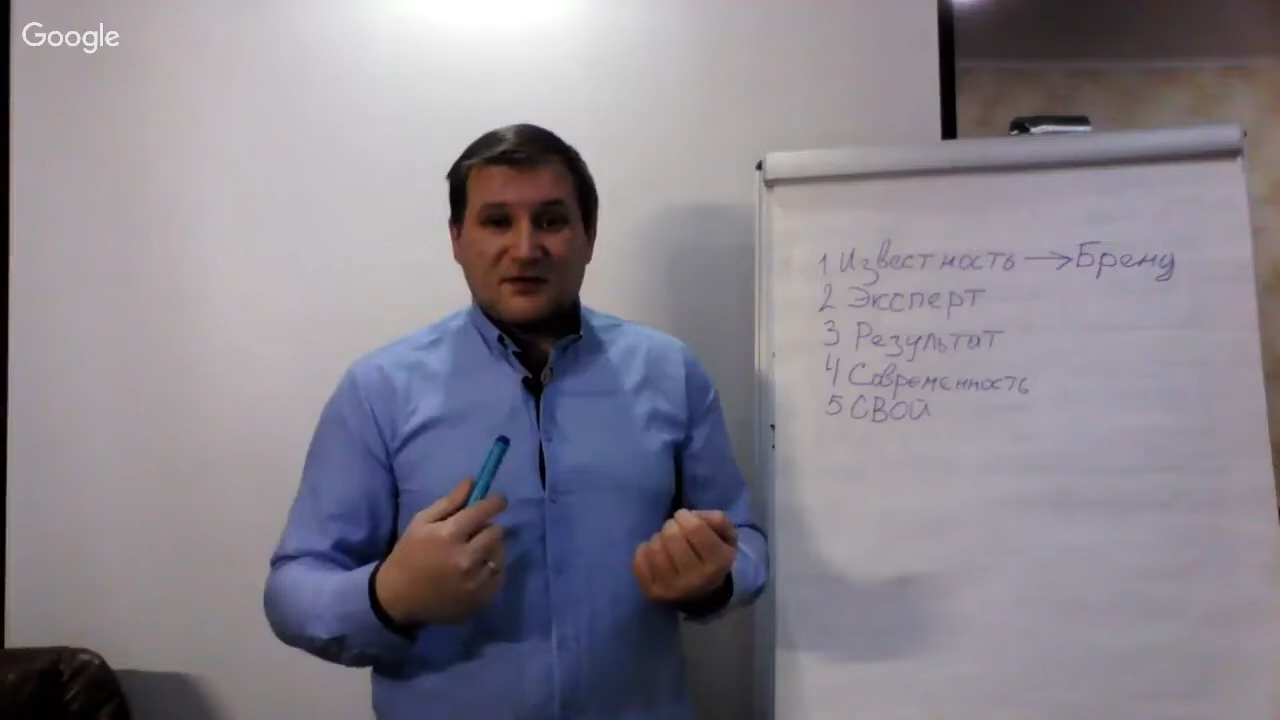 Google
1 Известность → Бренд
2 Эксперт
3 Результат
4 Современность
5 СВОЙ